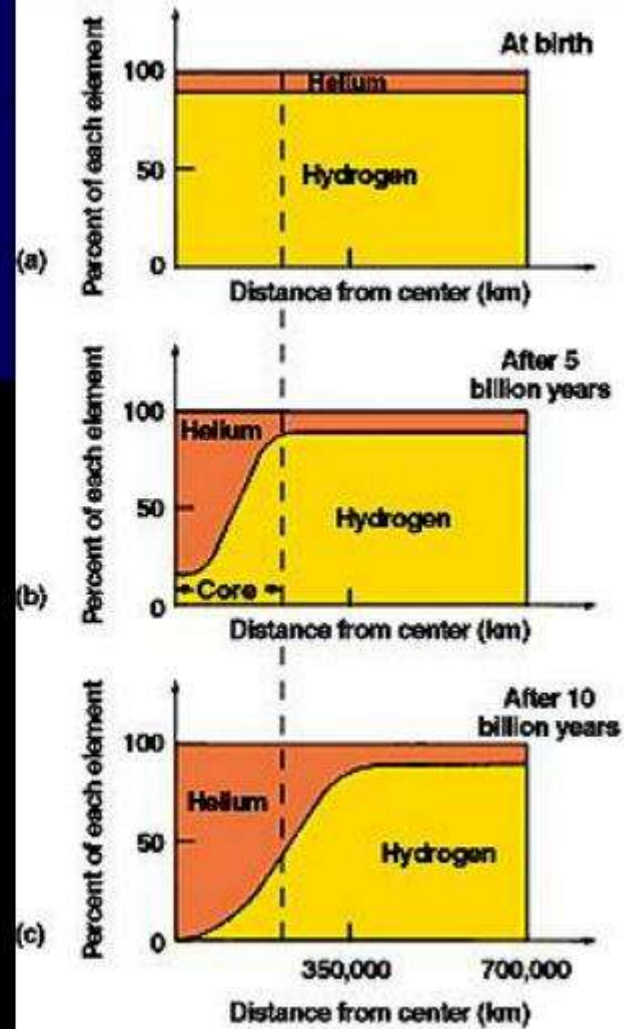 At birth
Percent of each element
100
50
0
Helium
Hydrogen
(a)
Distance from center (km)
After 5
billion years
Percent of each element
100
50
0
Helium
Hydrogen
Core
(b)
Distance from center (km)
After 10
billion years
Percent of each element
100
50
0
Helium
Hydrogen
(c)
350,000
700,000
Distance from center (km)